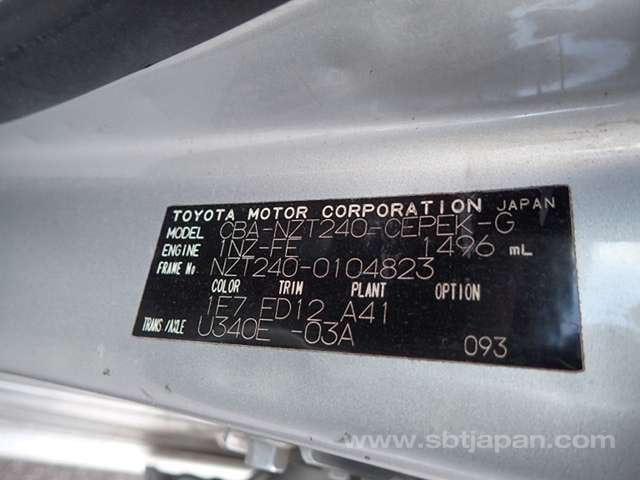 TOYOTA MOTOR CORPORATION JAPAN
MODEL CBA-NZT240-CEPEK-G
ENGINE 1NZ-FE 1496 mL
FRAME No. NZT240-0104823
COLOR TRIM PLANT OPTION
1E7 ED12 A41
TRANS/AXLE U340E -03A
093
www.sbtjapan.com